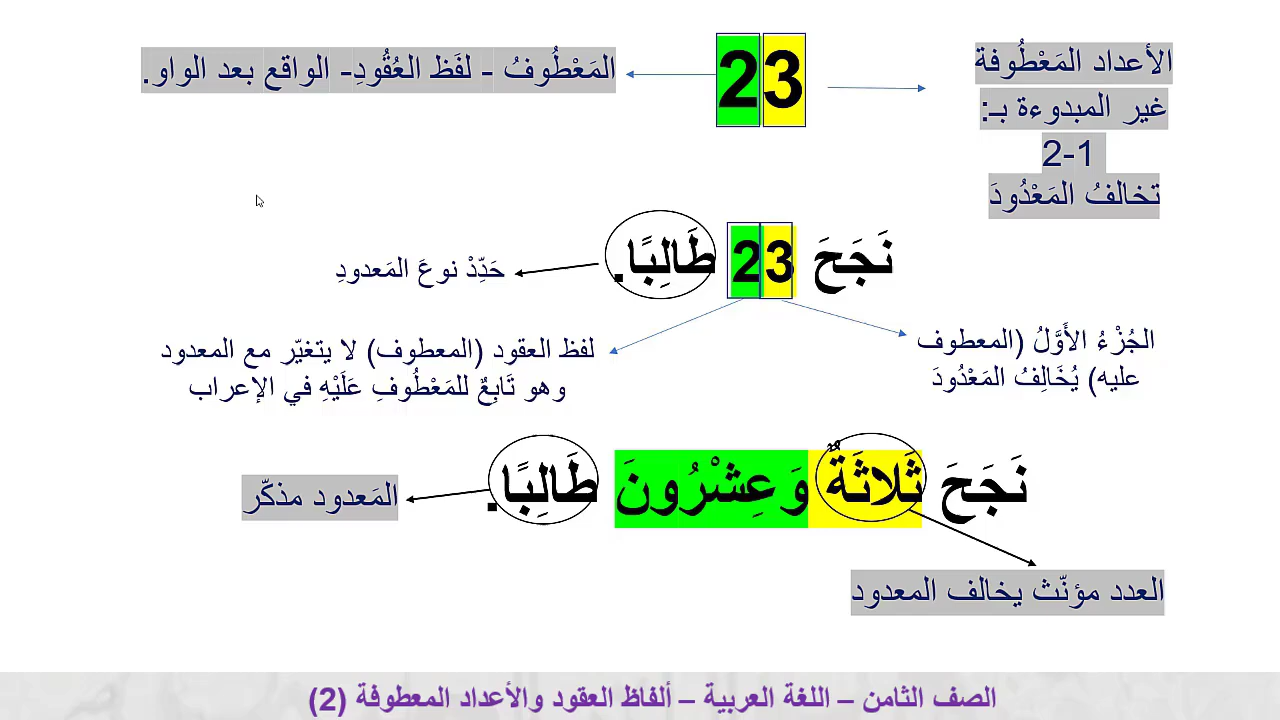 الأعداد المَعْطُوفة
غير المبدوءة بـ:
2-1
تخالفُ المَعْدُودَ
23
المَعْطُوفُ - لفَظ العُقُودِ- الواقع بعد الواو.
نَجَحَ 23 طَالِبًا.
حَدِّدْ نوعَ المَعدودِ
الجُزْءُ الأَوَّلُ (المعطوف
عليه) يُخَالِفُ المَعْدُودَ
لفظ العقود (المعطوف) لا يتغيّر مع المعدود
وهو تَابِعٌ للمَعْطُوفِ عَلَيْهِ في الإعراب
نَجَحَ ثَلاثَةٌ وَعِشْرُونَ طَالِبًا.
المَعدود مذكّر
العدد مؤنّث يخالف المعدود
الصف الثامن – اللغة العربية – ألفاظ العقود والأعداد المعطوفة (2)